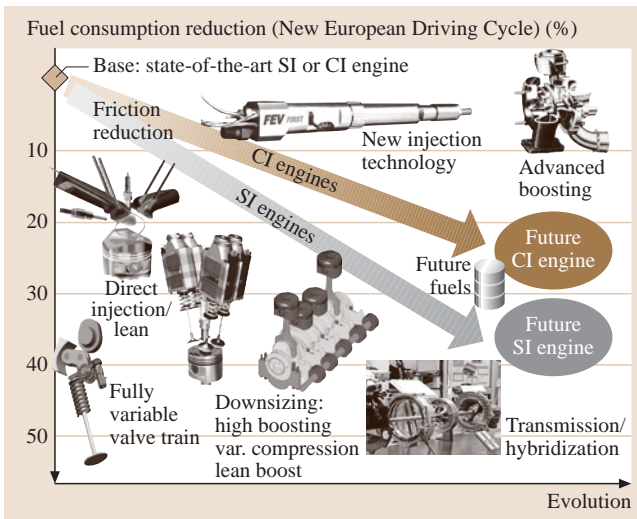 Fuel consumption reduction (New European Driving Cycle) (%)
Base: state-of-the-art SI or CI engine
Friction
reduction
FEV FIRST
New injection
technology
Advanced
boosting
10
20
30
40
50
CI engines
SI engines
Future
CI engine
Future
fuels
Future
SI engine
Direct
injection/
lean
Fully
variable
valve train
Downsizing:
high boosting
var. compression
lean boost
Transmission/
hybridization
Evolution